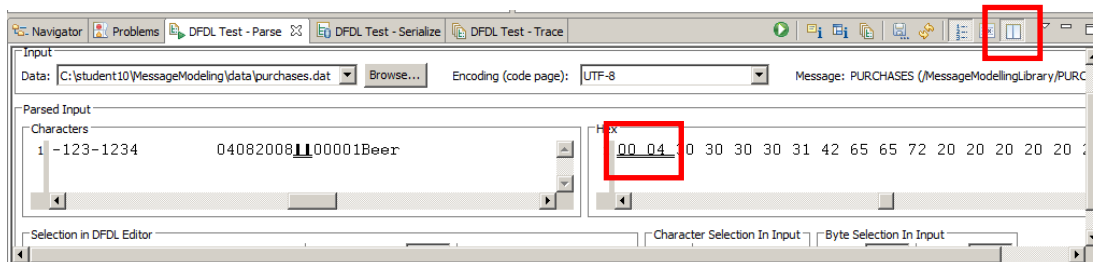 Navigator Problems DFDL Test - Parse DFDL Test - Serialize DFDL Test - Trace
Input
Data: C:\student10\MessageModeling\data\purchases.dat Browse... Encoding (code page): UTF-8 Message: PURCHASES (/MessageModellingLibrary/PURC
Parsed Input
Characters Hex
1 -123-1234 04082008 00001Beer 00 04 30 30 30 30 31 42 65 65 72 20 20 20 20 20
Selection in DFDL Editor Character Selection In Input Byte Selection In Input